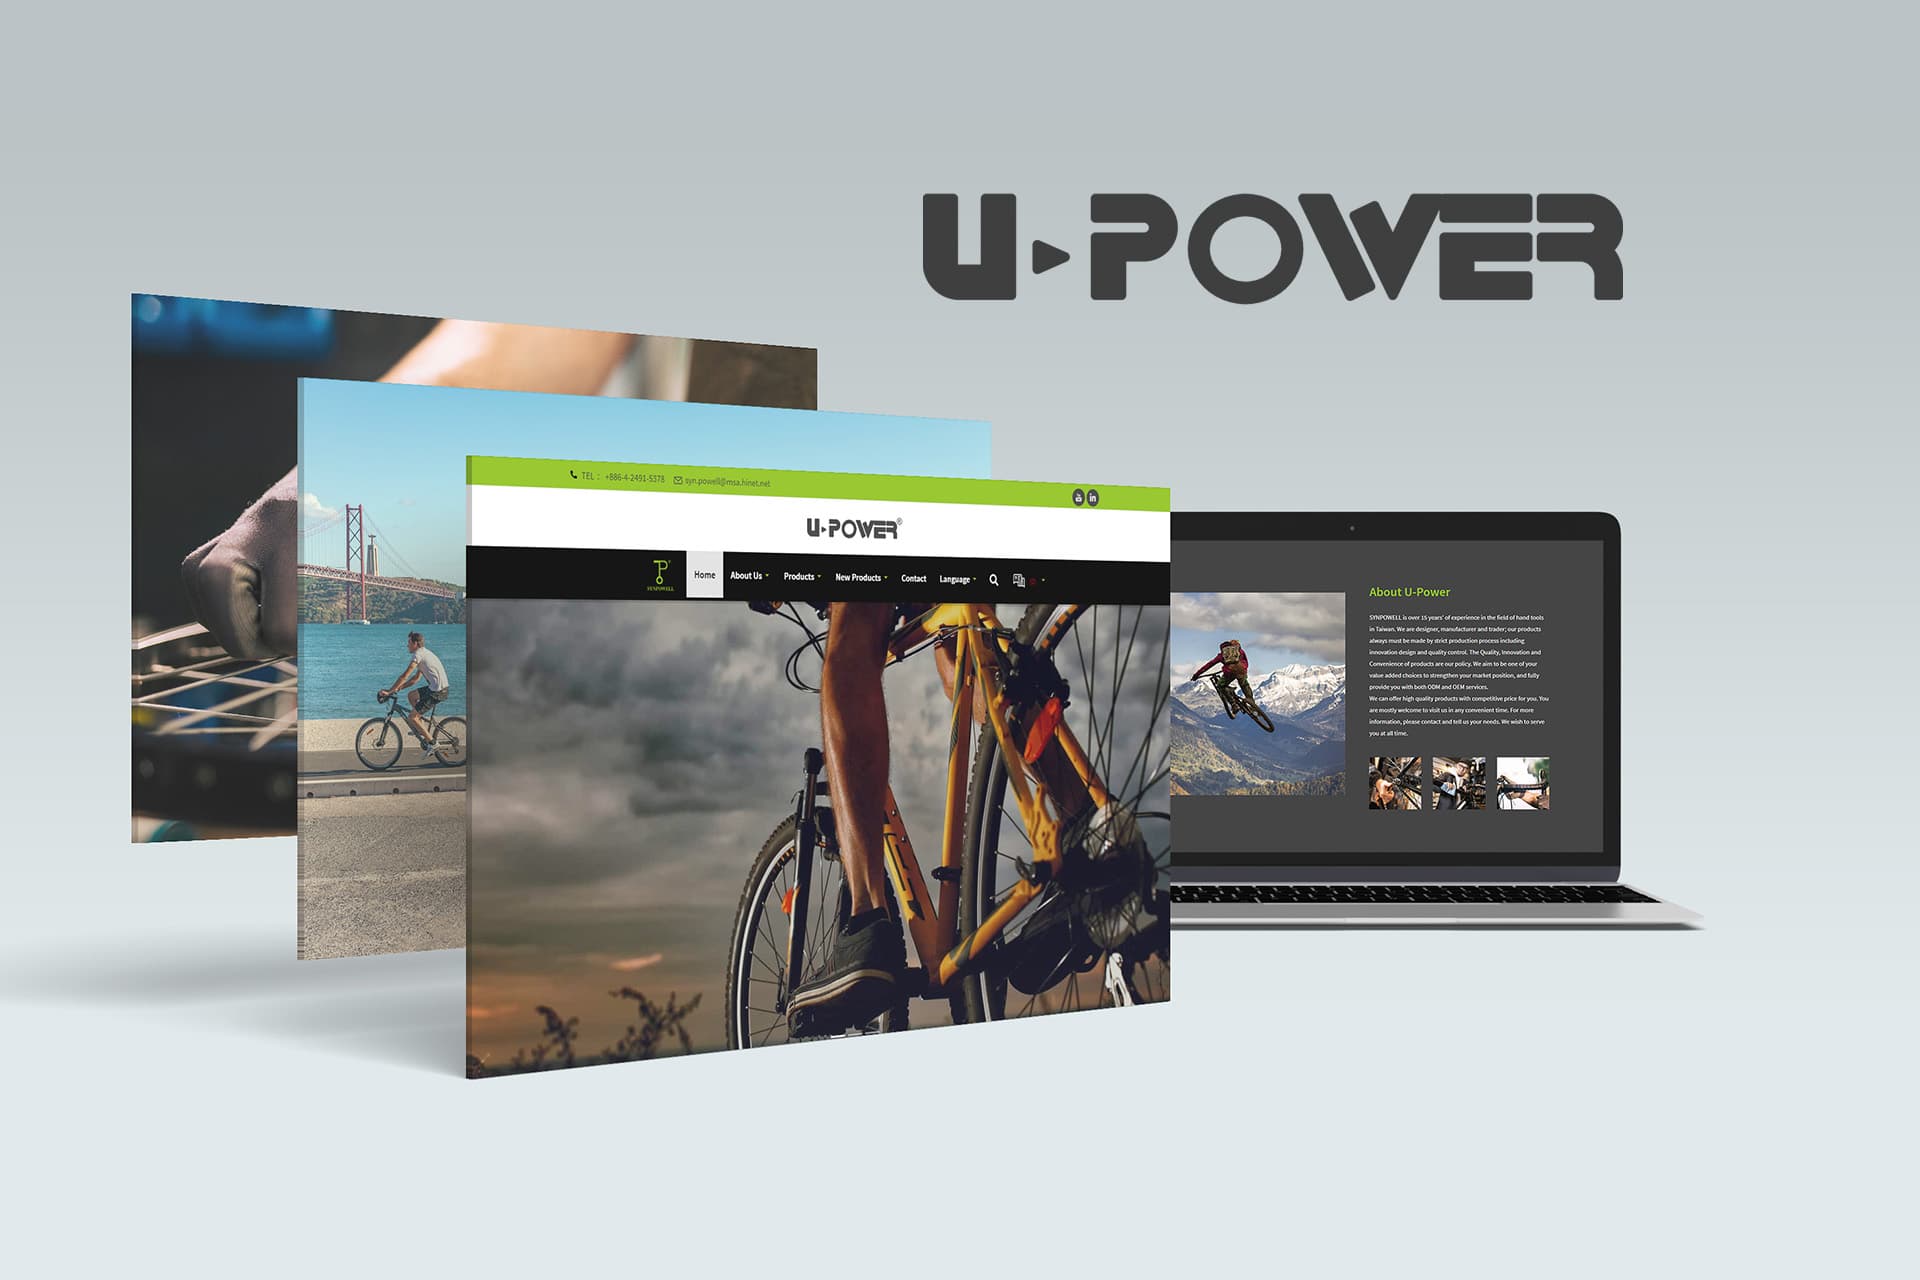 U-POWER
TEL： +886-4-2491-5378 syn.powell@msa.hinet.net
U-POWER®
SYNPOWELL
Home About Us Products New Products Contact Language
About U-Power
SYNPOWELL is over 15 years' of experience in the field of hand tools
in Taiwan. We are designer, manufacturer and trader; our products
always must be made by strict production process including
innovation design and quality control. The Quality, Innovation and
Convenience of products are our policy. We aim to be one of your
value added choices to strengthen your market position, and fully
provide you with both ODM and OEM services.
We can offer high quality products with competitive price for you. You
are mostly welcome to visit us in any convenient time. For more
information, please contact and tell us your needs. We wish to serve
you at all time.